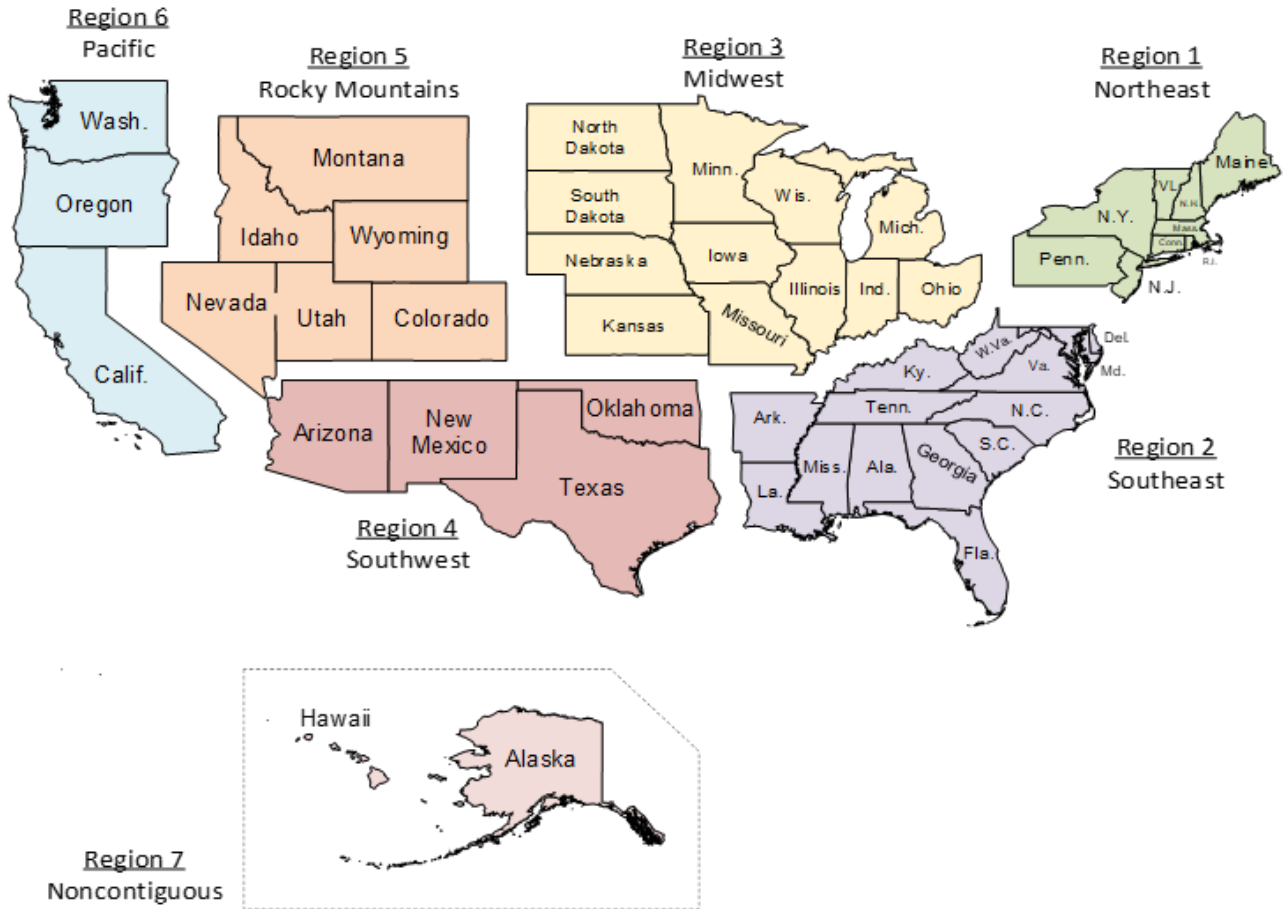 Region 6
Pacific
Region 5
Rocky Mountains
Region 3
Midwest
Region 1
Northeast
Wash.
Oregon
Calif.
Montana
Idaho
Wyoming
Nevada
Utah
Colorado
North
Dakota
South
Dakota
Nebraska
Kansas
Minn.
Iowa
Missouri
Wis.
Illinois
Mich.
Ind.
Ohio
Maine
Vt.
N.H.
N.Y.
Mass.
Conn.
R.I.
Penn.
N.J.
Arizona
New
Mexico
Oklahoma
Texas
Region 4
Southwest
Del.
Md.
W.Va.
Va.
Ky.
Tenn.
N.C.
Ark.
S.C.
Georgia
Miss.
Ala.
La.
Fla.
Region 2
Southeast
Hawaii
Alaska
Region 7
Noncontiguous